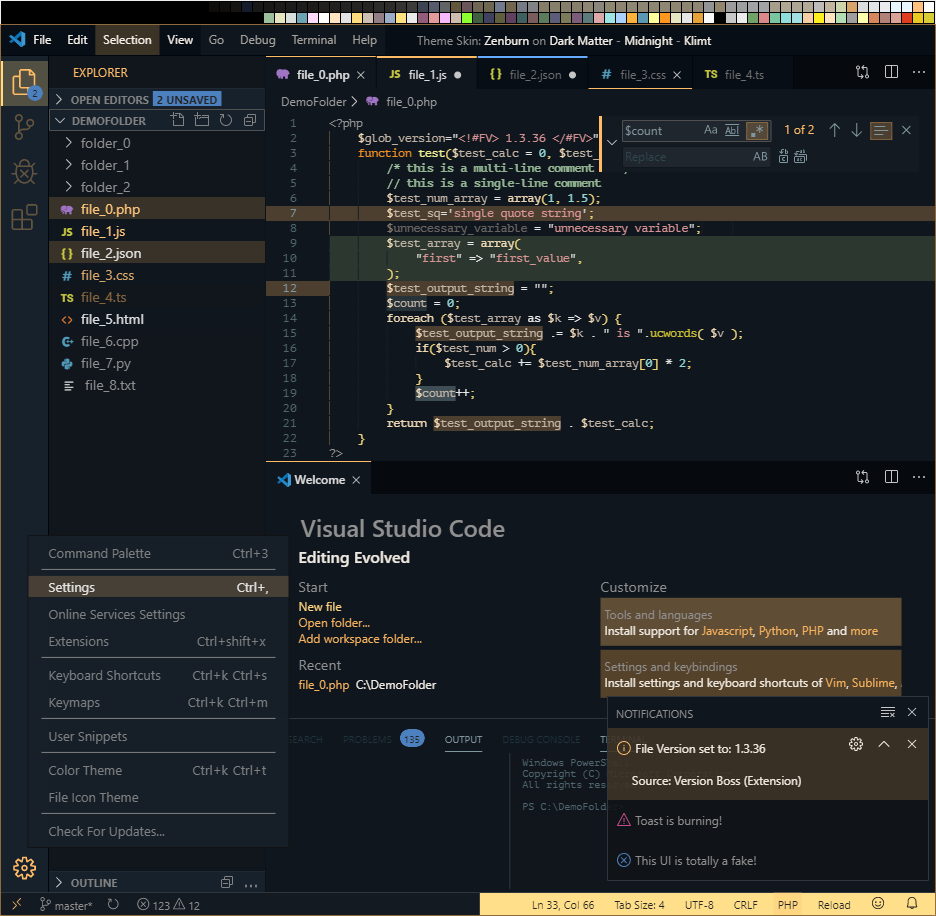 File Edit Selection View Go Debug Terminal Help Theme Skin: Zenburn on Dark Matter - Midnight - Klimt
EXPLORER
2
OPEN EDITORS 2 UNSAVED
DEMOFOLDER
folder_0
folder_1
folder_2
file_0.php
file_1.js
file_2.json
file_3.css
file_4.ts
file_5.html
file_6.cpp
file_7.py
file_8.txt
file_0.php JS file_1.js {} file_2.json # file_3.css TS file_4.ts
DemoFolder file_0.php
$count Aa Abl .* 1 of 2
Replace AB
1 <?php
2 $glob_version="<!#FV> 1.3.36 </#FV>"
3 function test($test_calc = 0, $test_
4 /* this is a multi-line comment
5 // this is a single-line comment
6 $test_num_array = array(1, 1.5);
7 $test_sq='single quote string';
8 $unnecessary_variable = "unnecessary variable";
9 $test_array = array(
10 "first" => "first_value",
11 );
12 $test_output_string = "";
13 $count = 0;
14 foreach ($test_array as $k => $v) {
15 $test_output_string .= $k . " is ".ucwords( $v );
16 if($test_num > 0){
17 $test_calc += $test_num_array[0] * 2;
18 }
19 $count++;
20 }
21 return $test_output_string . $test_calc;
22 }
23 ?>
Welcome
Visual Studio Code
Editing Evolved
Start
New file
Open folder...
Add workspace folder...
Recent
file_0.php C:\DemoFolder
Customize
Tools and languages
Install support for Javascript, Python, PHP and more
Settings and keybindings
Install settings and keyboard shortcuts of Vim, Sublime,
Command Palette Ctrl+3
Settings Ctrl+,
Online Services Settings
Extensions Ctrl+shift+x
Keyboard Shortcuts Ctrl+k Ctrl+s
Keymaps Ctrl+k Ctrl+m
User Snippets
Color Theme Ctrl+k Ctrl+t
File Icon Theme
Check For Updates...
OUTLINE
EARCH PROBLEMS 135 OUTPUT DEBUG CONSOLE
Windows PowerS
Copyright (C)
All rights rese
PS C:\DemoFold
NOTIFICATIONS
File Version set to: 1.3.36
Source: Version Boss (Extension)
Toast is burning!
This UI is totally a fake!
master* 123 12 Ln 33, Col 66 Tab Size: 4 UTF-8 CRLF PHP Reload